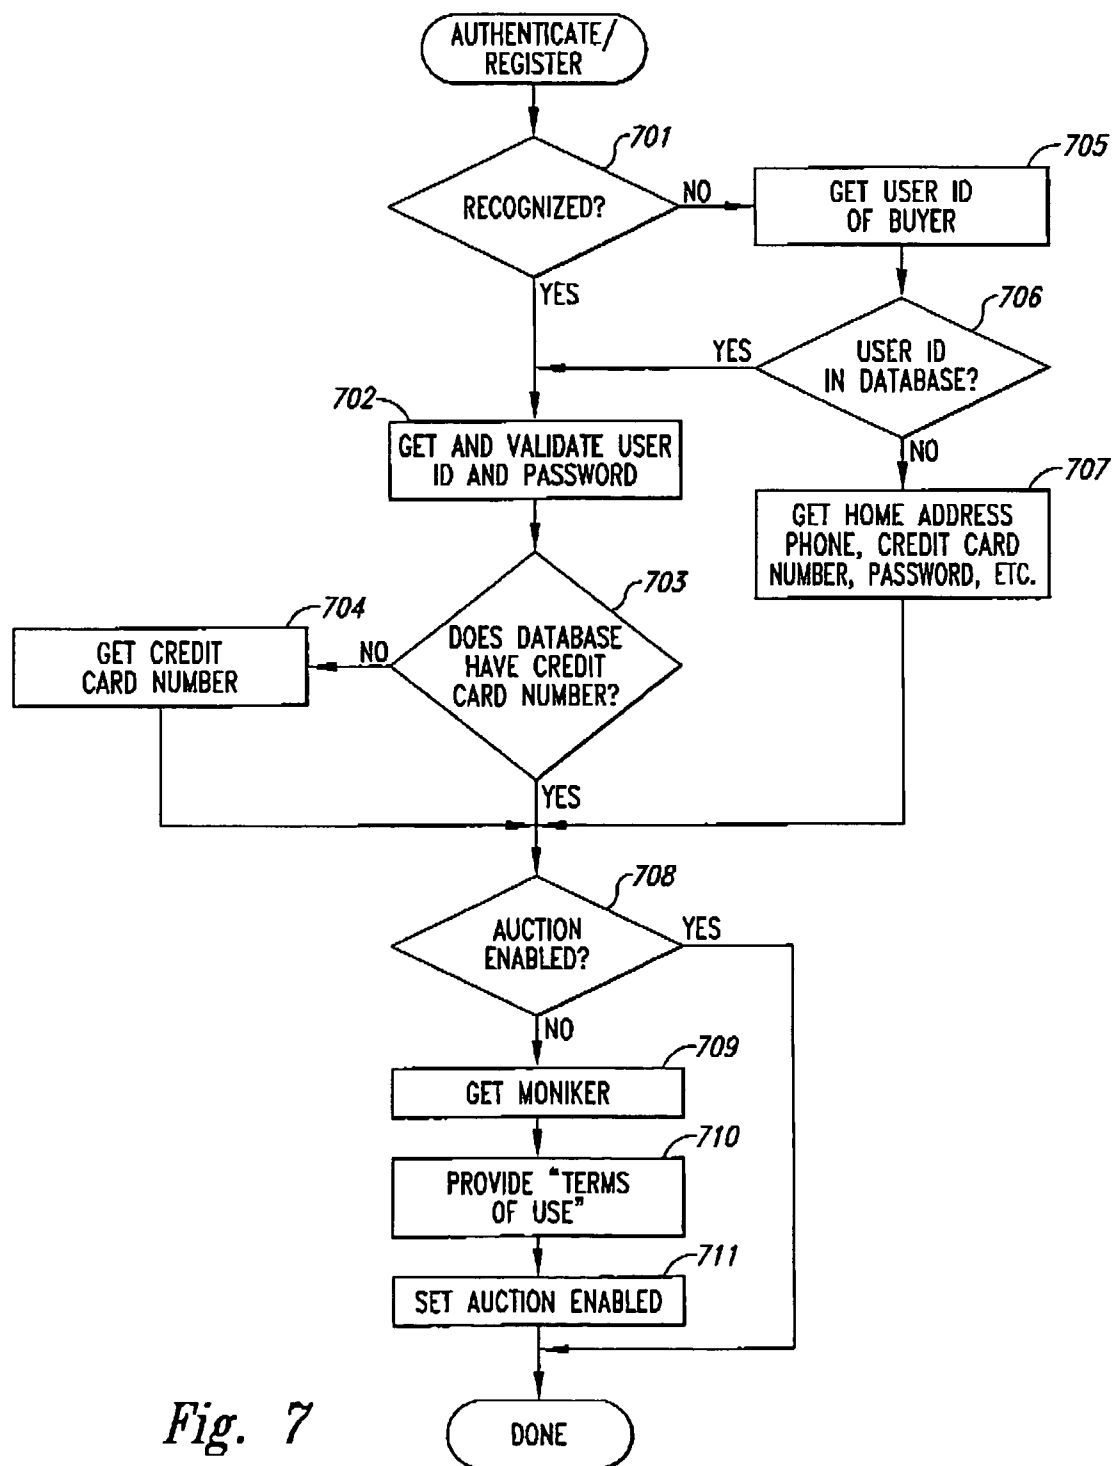 AUTHENTICATE/
REGISTER
701
RECOGNIZED?
NO
YES
705
GET USER ID
OF BUYER
706
USER ID
IN DATABASE?
YES
NO
702
GET AND VALIDATE USER
ID AND PASSWORD
707
GET HOME ADDRESS
PHONE, CREDIT CARD
NUMBER, PASSWORD, ETC.
703
DOES DATABASE
HAVE CREDIT
CARD NUMBER?
NO
YES
704
GET CREDIT
CARD NUMBER
708
AUCTION
ENABLED?
YES
NO
709
GET MONIKER
710
PROVIDE "TERMS
OF USE"
711
SET AUCTION ENABLED
DONE
Fig. 7